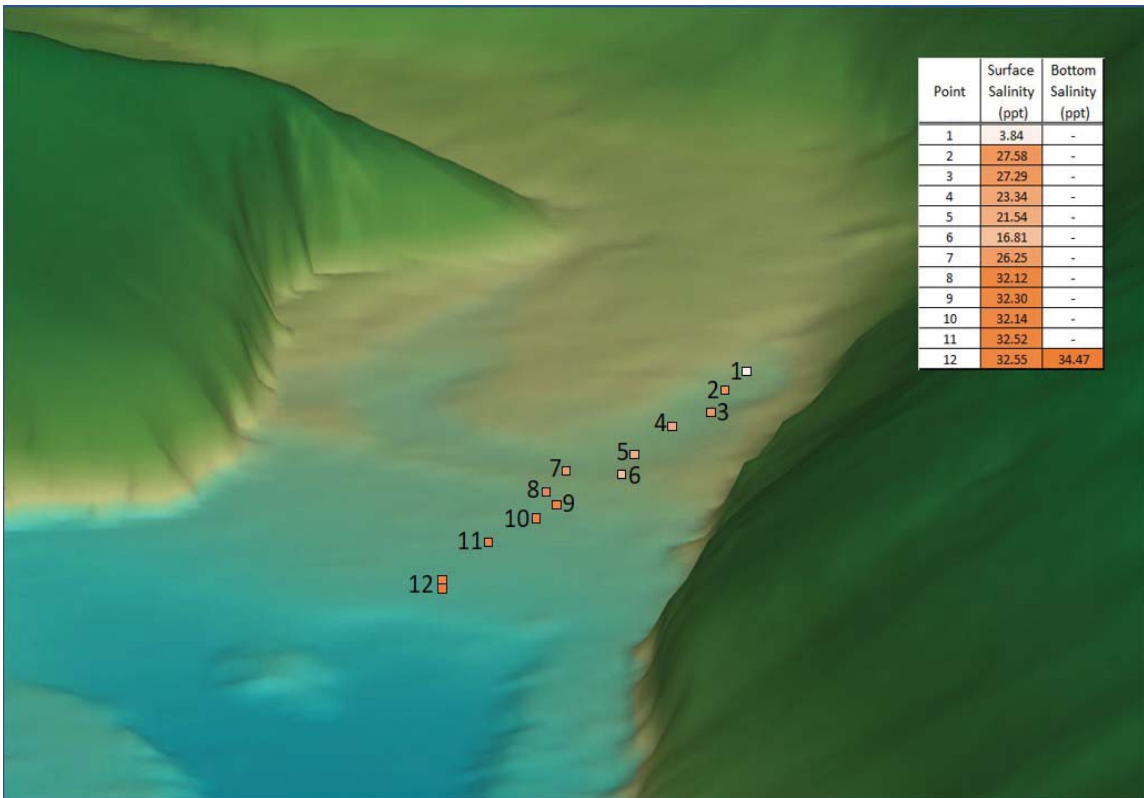 Point Surface Salinity (ppt) Bottom Salinity (ppt)
1 3.84 -
2 27.58 -
3 27.29 -
4 23.34 -
5 21.54 -
6 16.81 -
7 26.25 -
8 32.12 -
9 32.30 -
10 32.14 -
11 32.52 -
12 32.55 34.47
1
2
3
4
5
6
7
8
9
10
11
12